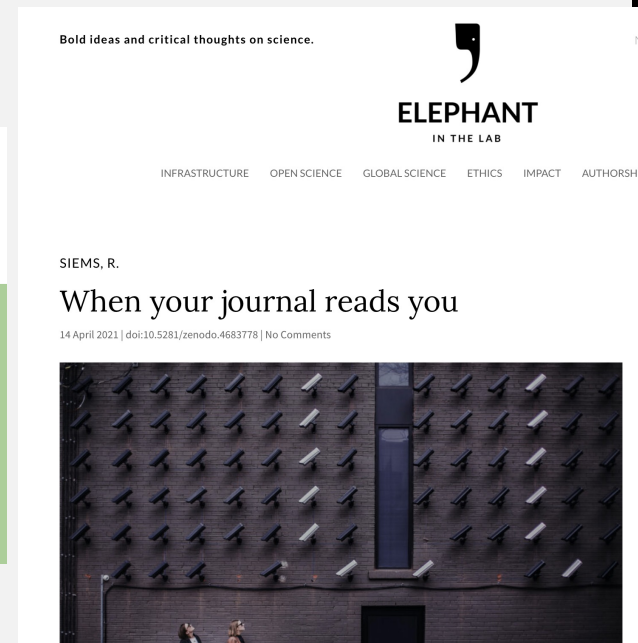 Bold ideas and critical thoughts on science.
ELEPHANT
IN THE LAB
INFRASTRUCTURE OPEN SCIENCE GLOBAL SCIENCE ETHICS IMPACT AUTHORSH
SIEMS, R.
When your journal reads you
14 April 2021 | doi:10.5281/zenodo.4683778 | No Comments